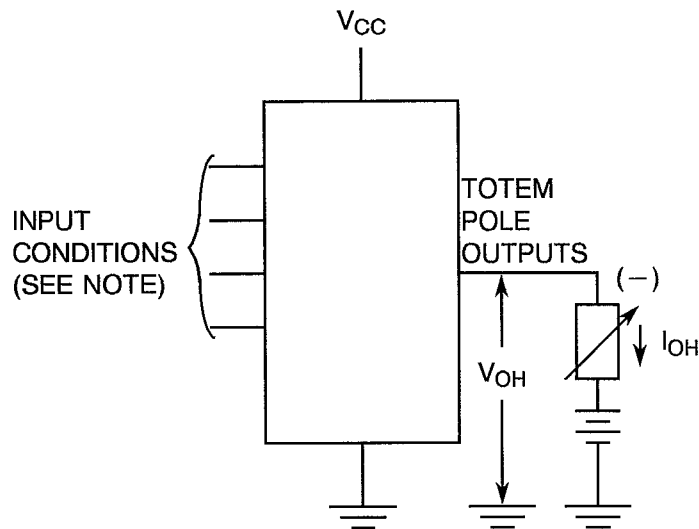 VCC
TOTEM
POLE
OUTPUTS
INPUT
CONDITIONS
(SEE NOTE)
(−)
IOH
VOH